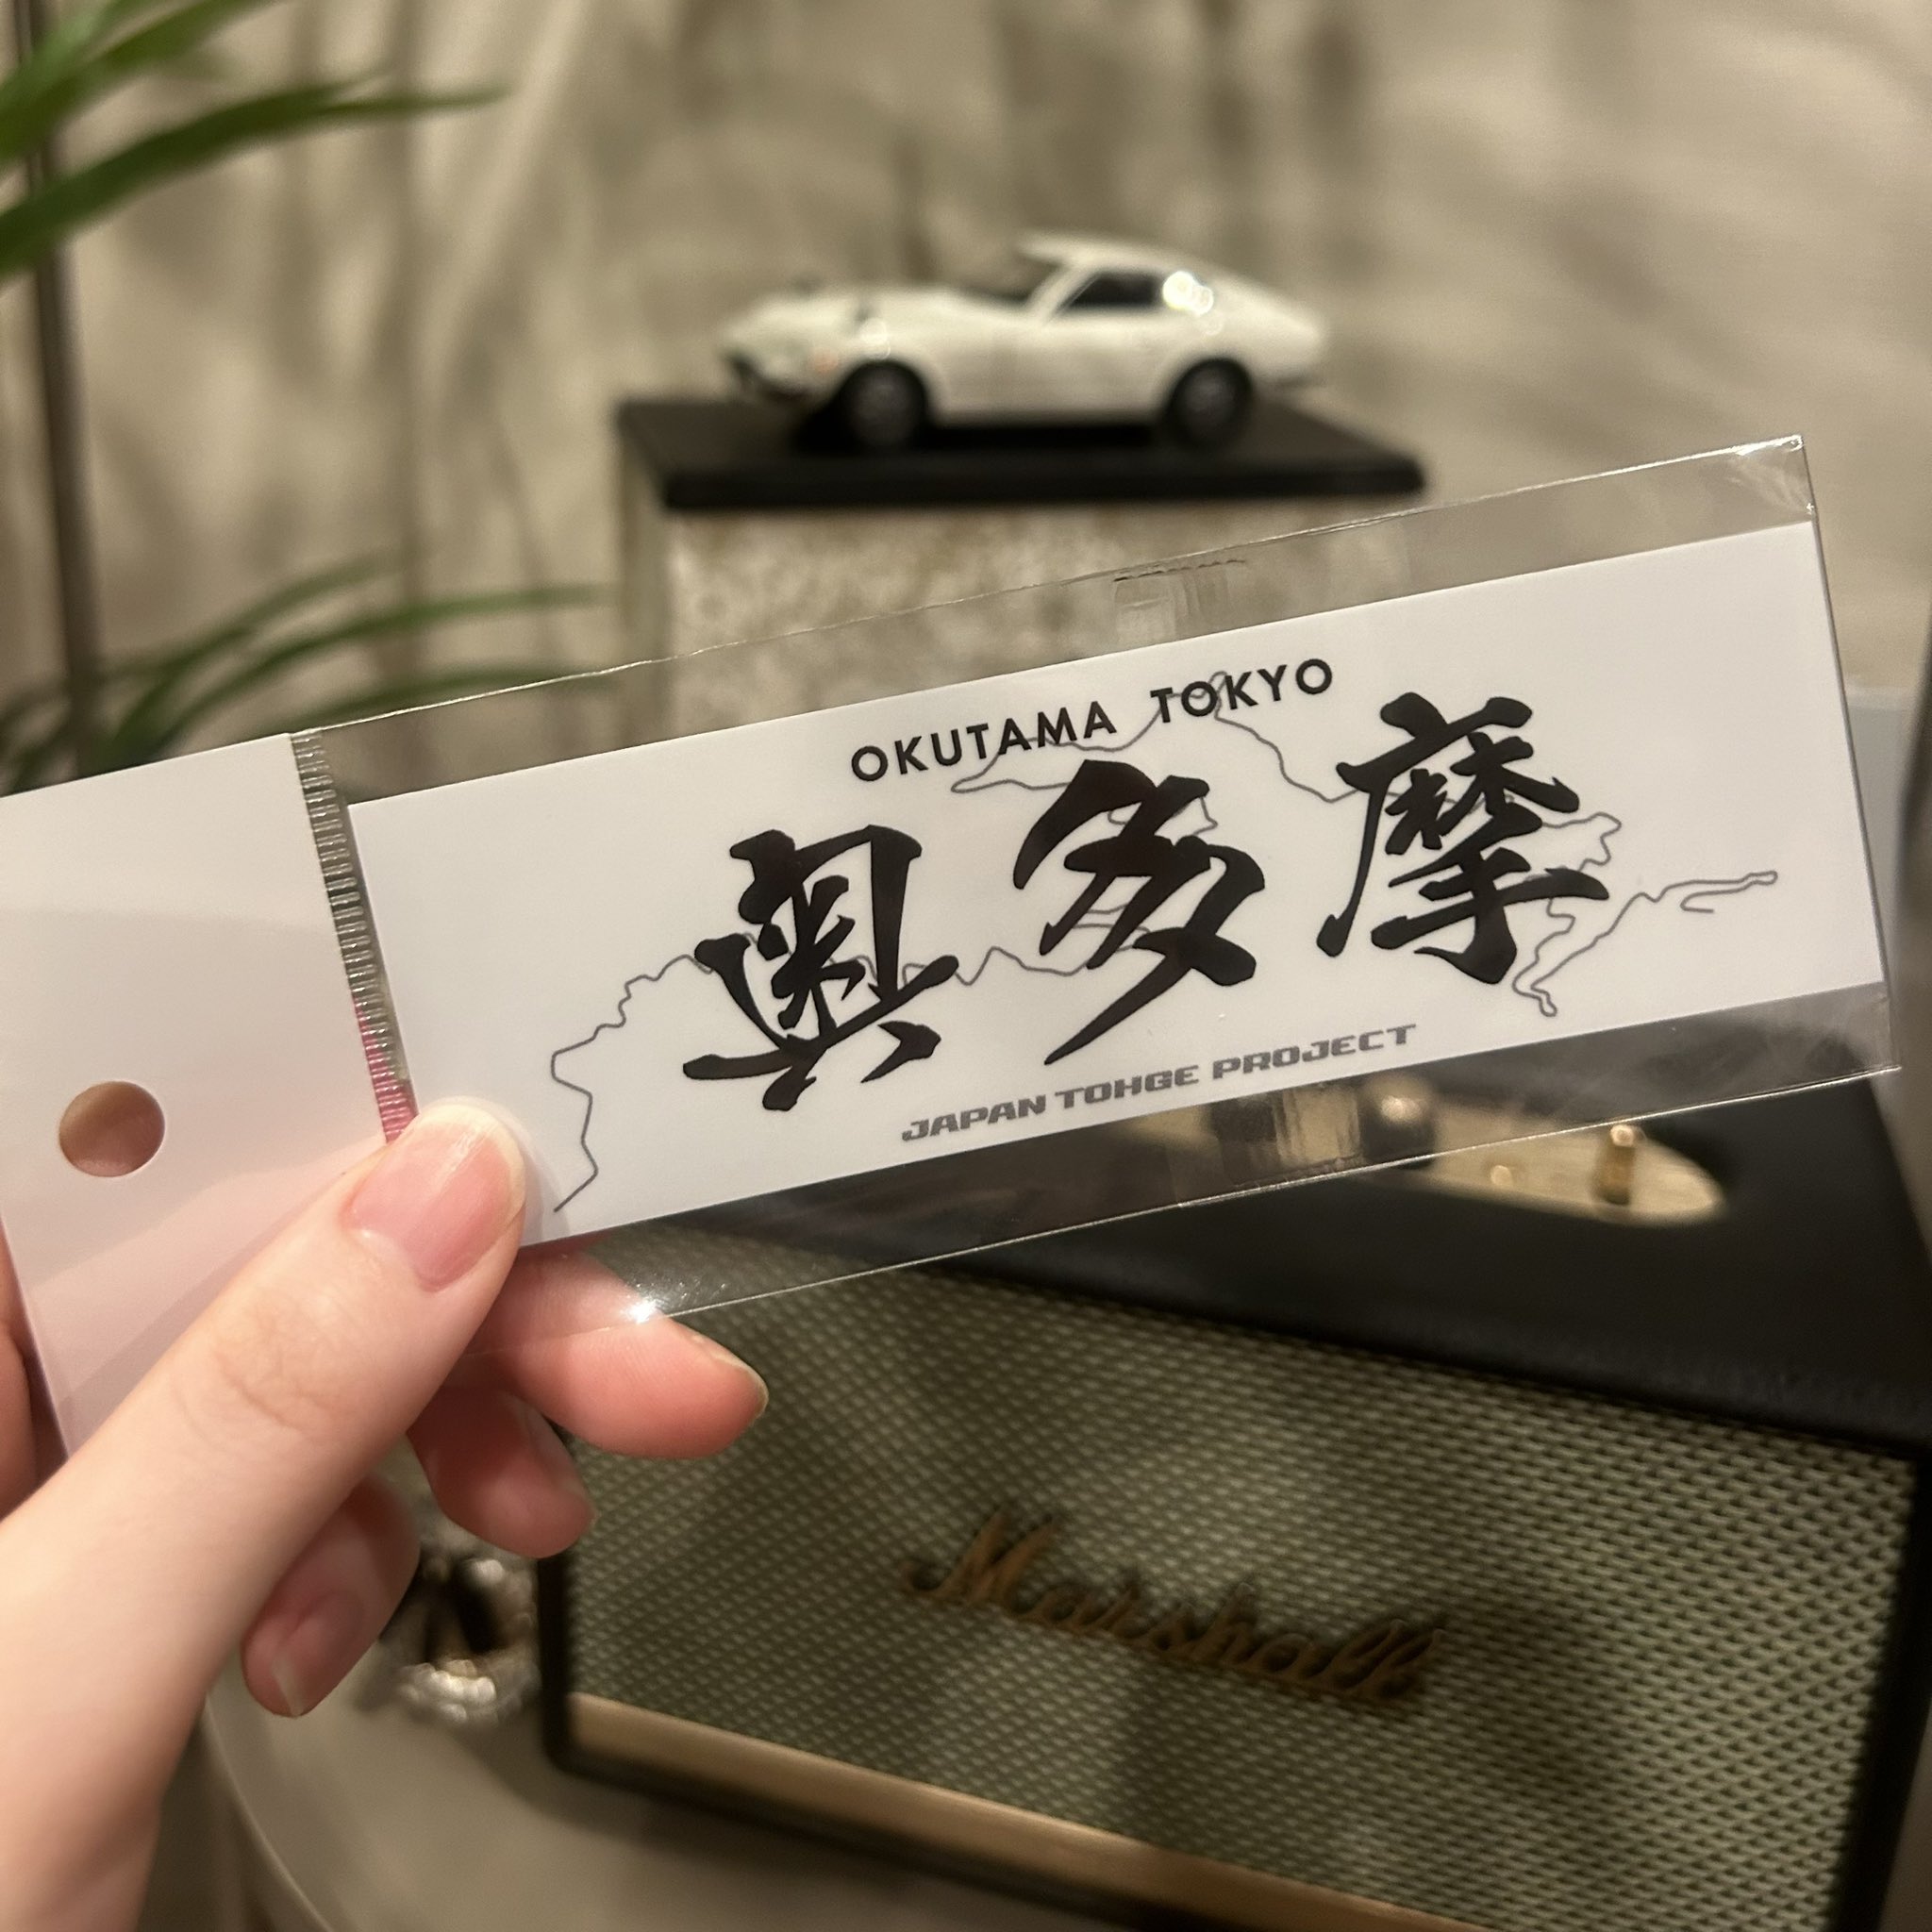 OKUTAMA TOKYO
奥多摩
JAPAN TOHGE PROJECT
Marshall